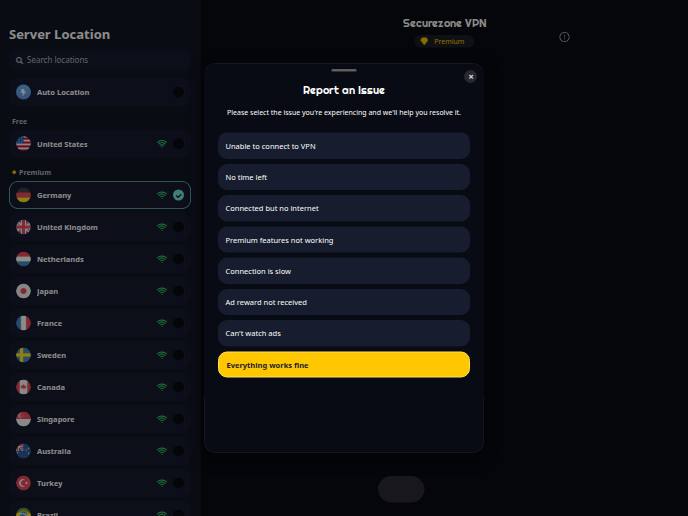 Server Location
Search locations
Auto Location
Free
United States
Premium
Germany
United Kingdom
Netherlands
Japan
France
Sweden
Canada
Singapore
Australia
Turkey
Brazil
Securezone VPN
Premium
Report an Issue
Please select the issue you're experiencing and we'll help you resolve it.
Unable to connect to VPN
No time left
Connected but no internet
Premium features not working
Connection is slow
Ad reward not received
Can't watch ads
Everything works fine